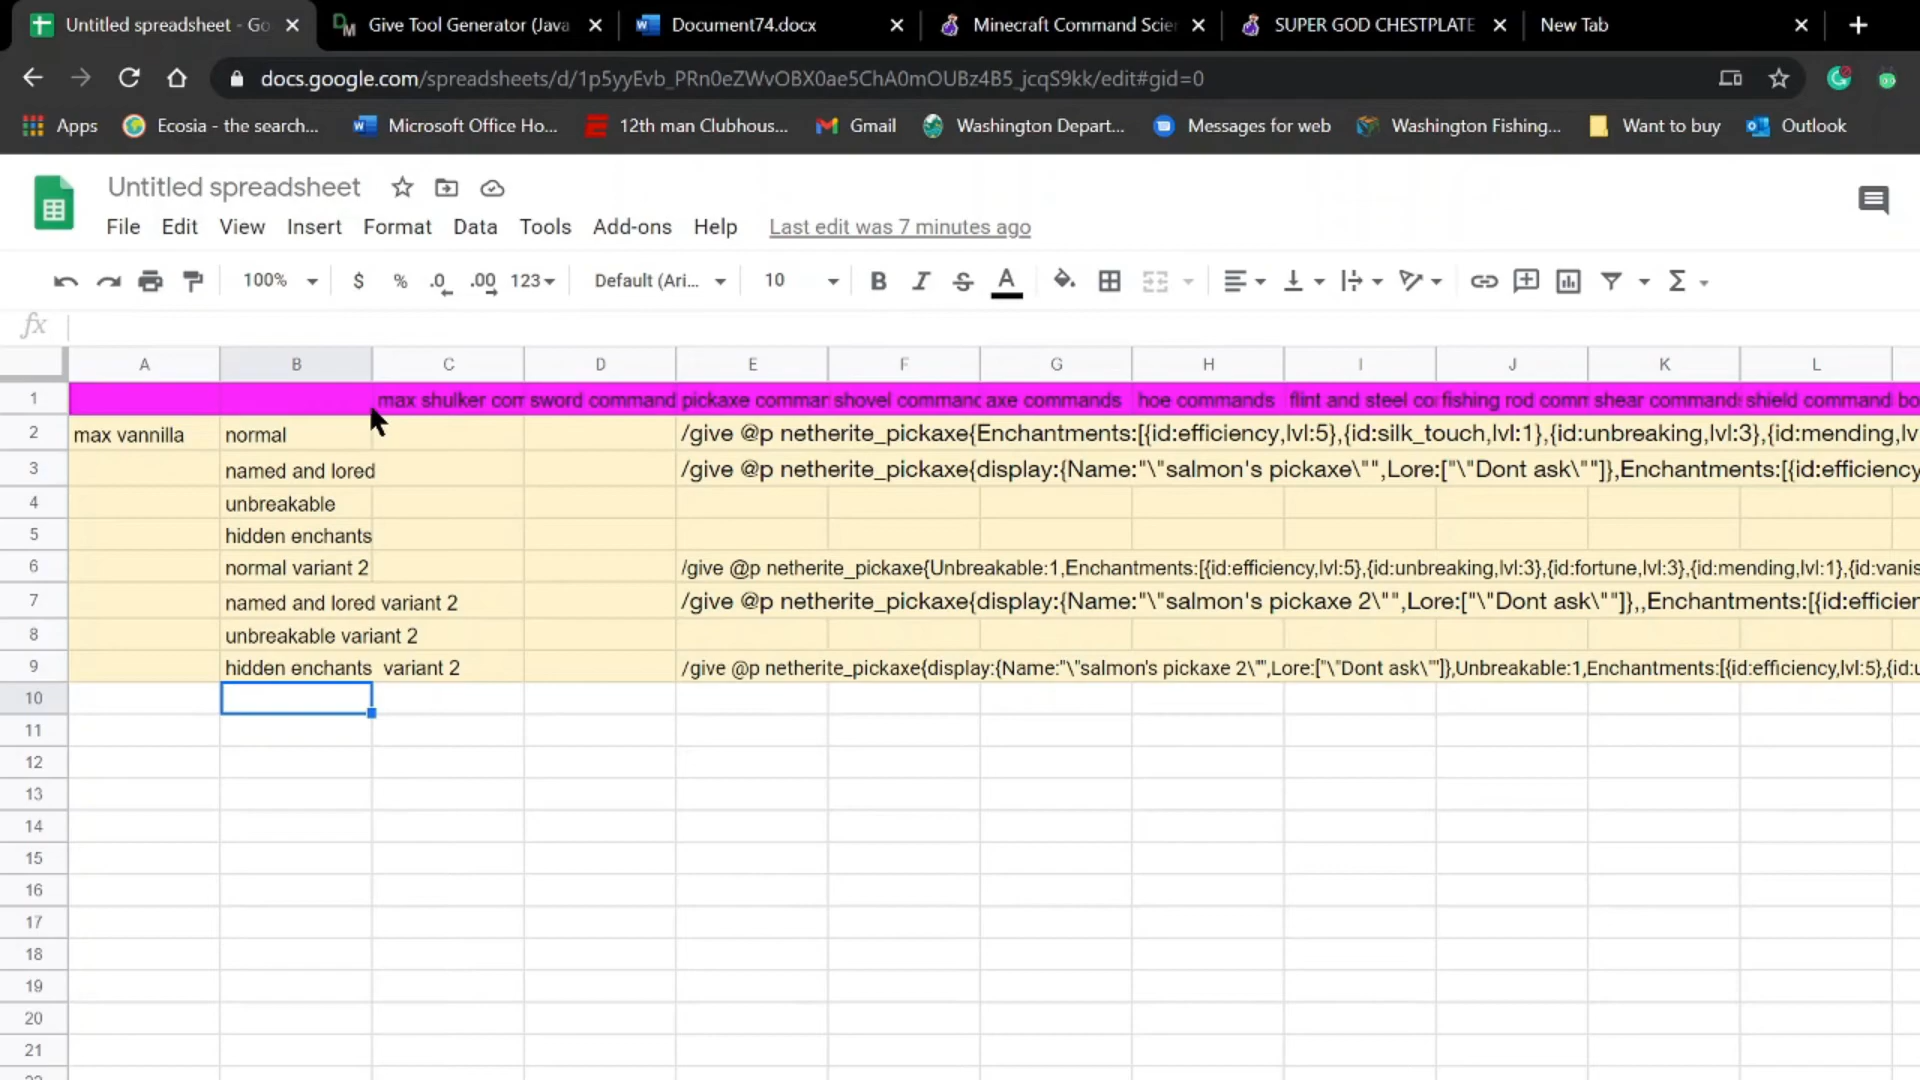 Untitled spreadsheet - Go
Give Tool Generator (Java
Document74.docx
Minecraft Command Scie
SUPER GOD CHESTPLATE
New Tab
docs.google.com/spreadsheets/d/1p5yyEvb_PRn0eZWvOBX0ae5ChA0mOUBz4B5_jcqS9kk/edit#gid=0
Apps Ecosia - the search... Microsoft Office Ho... 12th man Clubhous... Gmail Washington Depart... Messages for web Washington Fishing... Want to buy Outlook
Untitled spreadsheet
File Edit View Insert Format Data Tools Add-ons Help Last edit was 7 minutes ago
100% $ % .0 .00 123 Default (Ari... 10 B I S A
fx
A B C D E F G H I J K L
1 max shulker com sword command pickaxe commar shovel commanc axe commands hoe commands flint and steel co fishing rod comm shear command: shield command bo
2 max vannilla normal /give @p netherite_pickaxe{Enchantments:[{id:efficiency,lvl:5},{id:silk_touch,lvl:1},{id:unbreaking,lvl:3},{id:mending,lv
3 named and lored /give @p netherite_pickaxe{display:{Name:"\"salmon's pickaxe\"",Lore:["\"Dont ask\""]},Enchantments:[{id:efficiency
4 unbreakable
5 hidden enchants
6 normal variant 2 /give @p netherite_pickaxe{Unbreakable:1,Enchantments:[{id:efficiency,lvl:5},{id:unbreaking,lvl:3},{id:fortune,lvl:3},{id:mending,lvl:1},{id:vanis
7 named and lored variant 2 /give @p netherite_pickaxe{display:{Name:"\"salmon's pickaxe 2\"",Lore:["\"Dont ask\""]},,Enchantments:[{id:efficien
8 unbreakable variant 2
9 hidden enchants variant 2 /give @p netherite_pickaxe{display:{Name:"\"salmon's pickaxe 2\"",Lore:["\"Dont ask\""]},Unbreakable:1,Enchantments:[{id:efficiency,lvl:5},{id:u
10
11
12
13
14
15
16
17
18
19
20
21